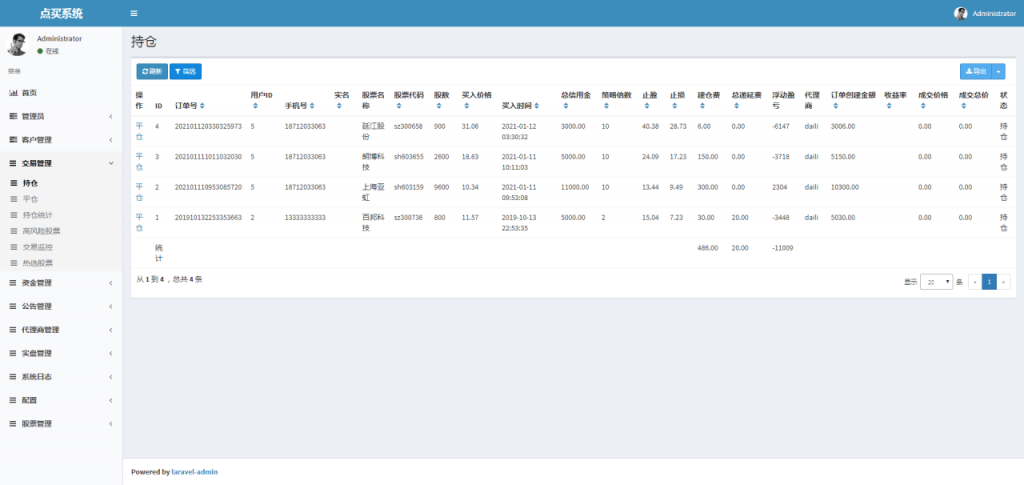 点买系统
Administrator
Administrator
在线
菜单
首页
管理员
客户管理
交易管理
持仓
平仓
持仓统计
高风险股票
交易监控
热选股票
资金管理
公告管理
代理商管理
实盘管理
系统日志
配置
股票管理
持仓
刷新 筛选 导出
操作 ID 订单号 用户ID 手机号 实名 股票名称 股票代码 股数 买入价格 买入时间 总信用金 策略倍数 止盈 止损 建仓费 总递延费 浮动盈亏 代理商 订单创建金额 收益率 成交价格 成交总价 状态
平仓 4 202101120330325973 5 18712033063 延江股份 sz300658 900 31.06 2021-01-12 03:30:32 3000.00 10 40.38 28.73 6.00 0.00 -6147 daili 3006.00 0.00 0.00 持仓
平仓 3 202101111011032030 5 18712033063 朗博科技 sh603655 2600 18.63 2021-01-11 10:11:03 5000.00 10 24.09 17.23 150.00 0.00 -3718 daili 5150.00 0.00 0.00 持仓
平仓 2 202101110953085720 5 18712033063 上海亚虹 sh603159 9600 10.34 2021-01-11 09:53:08 11000.00 10 13.44 9.49 300.00 0.00 2304 daili 10300.00 0.00 0.00 持仓
平仓 1 201910132253353663 2 13333333333 百邦科技 sz300736 800 11.57 2019-10-13 22:53:35 5000.00 2 15.04 7.23 30.00 20.00 -3448 daili 5030.00 0.00 0.00 持仓
统计 486.00 20.00 -11009
从 1 到 4 ，总共 4 条
显示 20 条 « 1 »
Powered by laravel-admin